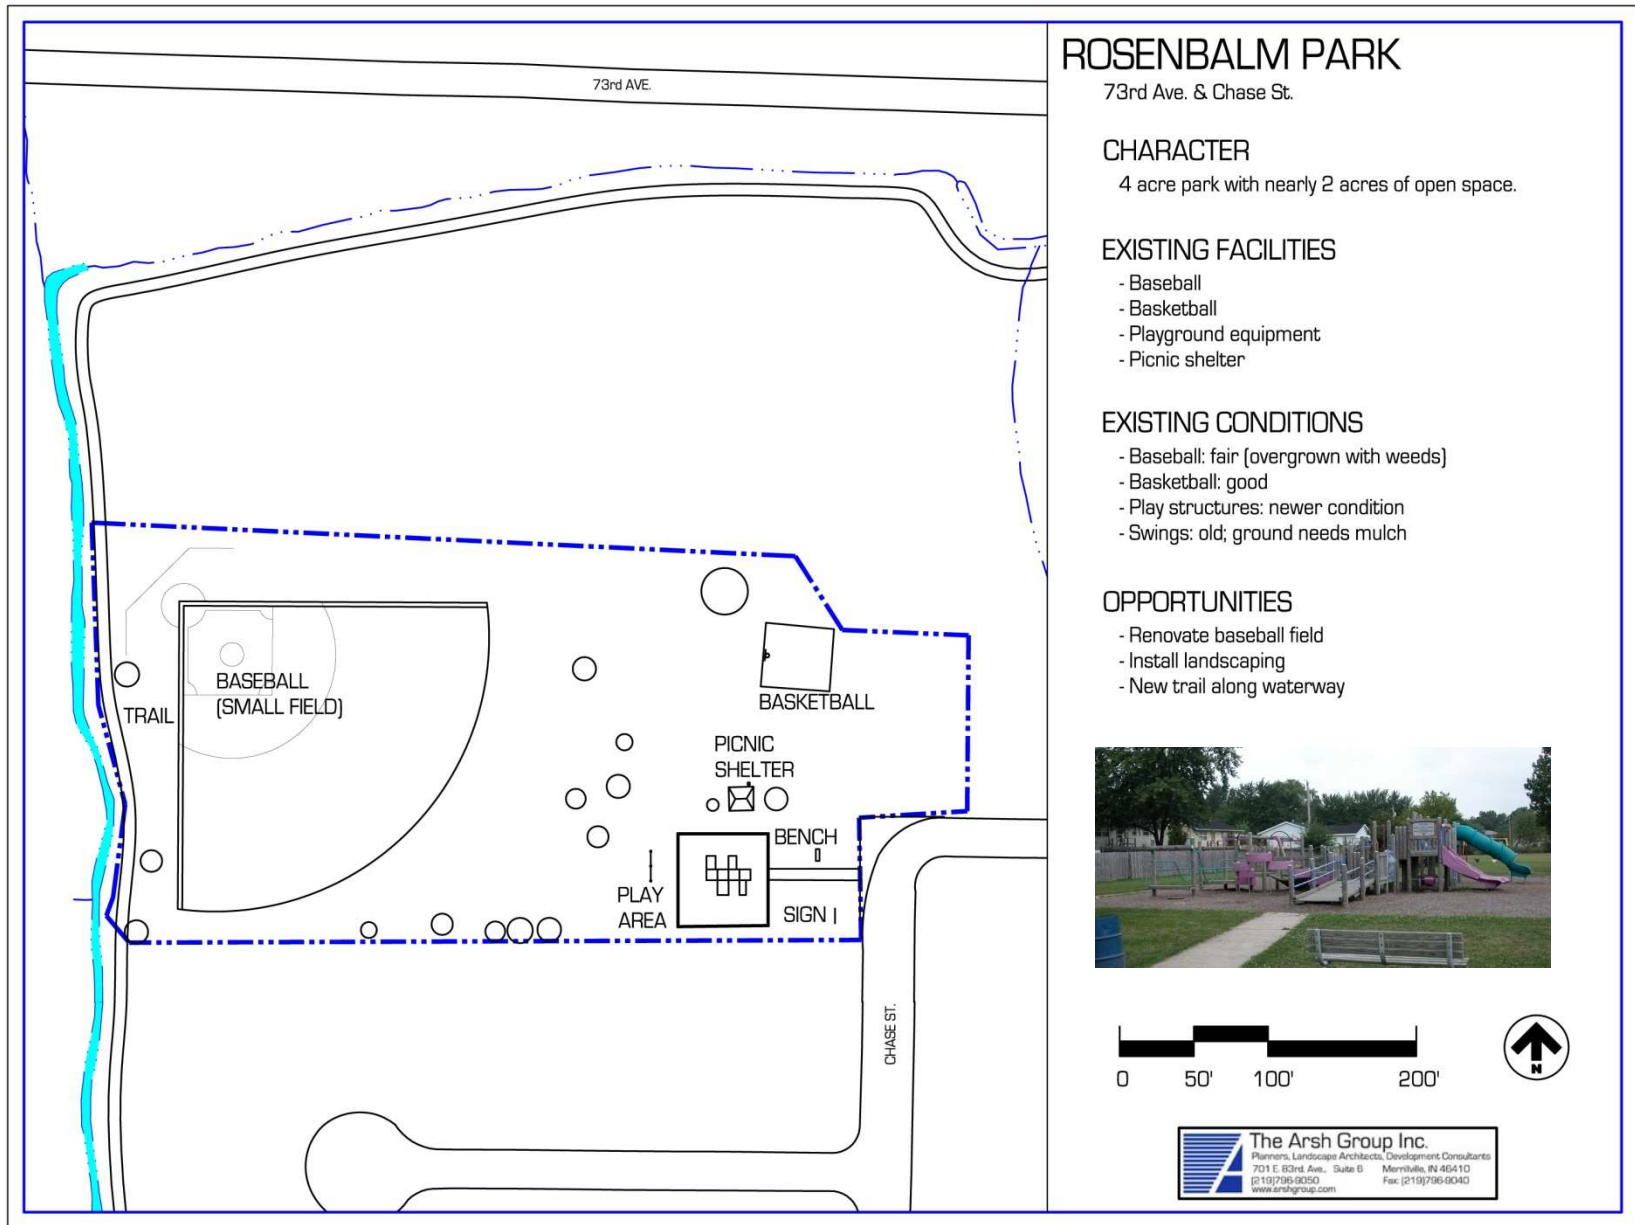 73rd AVE.
BASEBALL
(SMALL FIELD)
TRAIL
BASKETBALL
PICNIC
SHELTER
BENCH
PLAY
AREA
SIGN
CHASE ST.
ROSENBALM PARK
73rd Ave. & Chase St.
CHARACTER
4 acre park with nearly 2 acres of open space.
EXISTING FACILITIES
- Baseball
- Basketball
- Playground equipment
- Picnic shelter
EXISTING CONDITIONS
- Baseball: fair (overgrown with weeds)
- Basketball: good
- Play structures: newer condition
- Swings: old; ground needs mulch
OPPORTUNITIES
- Renovate baseball field
- Install landscaping
- New trail along waterway
0 50' 100' 200'
N
The Arsh Group Inc.
Planners, Landscape Architects, Development Consultants
701 E. 83rd. Ave., Suite 6 Merrillville, IN 46410
(219)796-9050 Fax: (219)796-9040
www.arshgroup.com